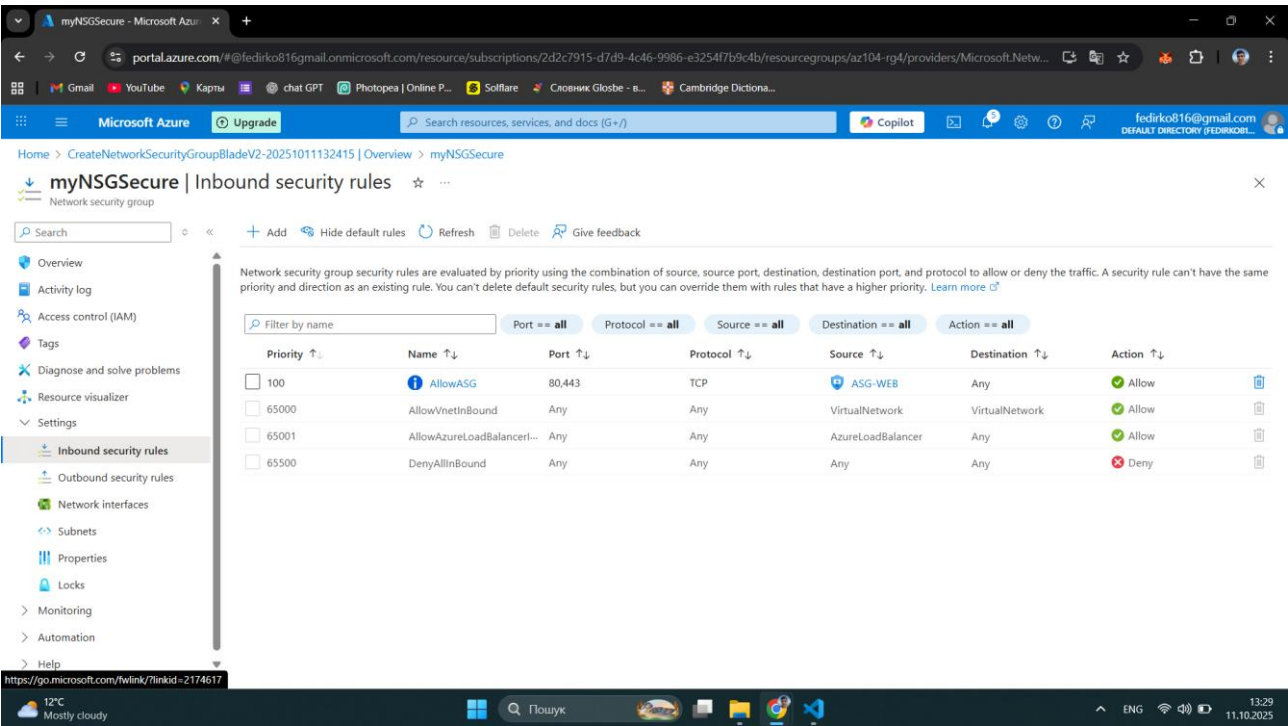 myNSGSecure - Microsoft Azur
portal.azure.com/#@fedirko816gmail.onmicrosoft.com/resource/subscriptions/2d2c7915-d7d9-4c46-9986-e3254f7b9c4b/resourcegroups/az104-rg4/providers/Microsoft.Netw...
Gmail YouTube Карты chat GPT Photopea | Online P... Solflare Словник Glosbe - в... Cambridge Dictiona...
Microsoft Azure Upgrade Search resources, services, and docs (G+/) Copilot 5 fedirko816@gmail.com
DEFAULT DIRECTORY (FEDIRKO81...
Home > CreateNetworkSecurityGroupBladeV2-20251011132415 | Overview > myNSGSecure
myNSGSecure | Inbound security rules
Network security group
Search
Add Hide default rules Refresh Delete Give feedback
Overview
Activity log
Access control (IAM)
Tags
Diagnose and solve problems
Resource visualizer
Settings
Inbound security rules
Outbound security rules
Network interfaces
Subnets
Properties
Locks
Monitoring
Automation
Help
Network security group security rules are evaluated by priority using the combination of source, source port, destination, destination port, and protocol to allow or deny the traffic. A security rule can't have the same
priority and direction as an existing rule. You can't delete default security rules, but you can override them with rules that have a higher priority. Learn more
Filter by name Port == all Protocol == all Source == all Destination == all Action == all
Priority Name Port Protocol Source Destination Action
100 AllowASG 80,443 TCP ASG-WEB Any Allow
65000 AllowVnetInBound Any Any VirtualNetwork VirtualNetwork Allow
65001 AllowAzureLoadBalancerI... Any Any AzureLoadBalancer Any Allow
65500 DenyAllInBound Any Any Any Any Deny
https://go.microsoft.com/fwlink/?linkid=2174617
12°C
Mostly cloudy
Пошук
ENG
13:29
11.10.2025